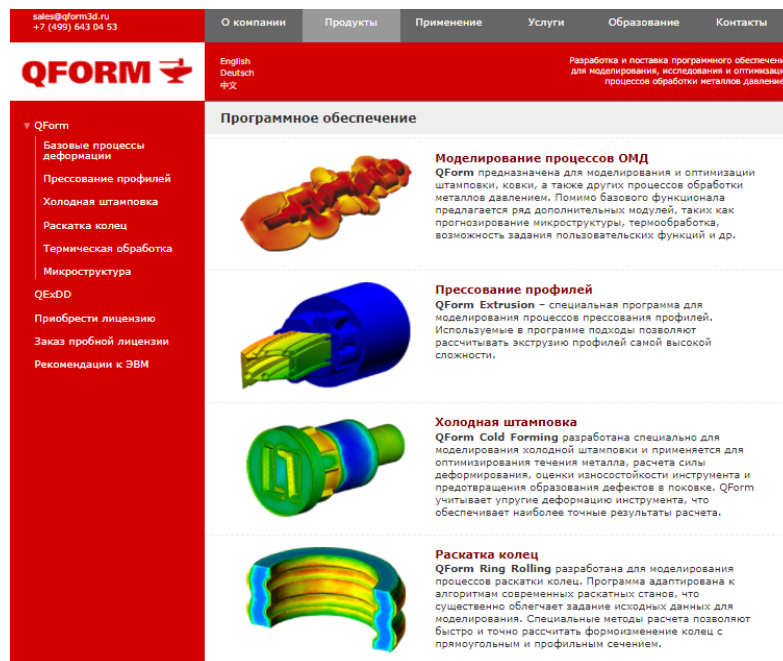 sales@qform3d.ru
+7 (499) 643 04 53
О компании
Продукты
Применение
Услуги
Образование
Контакты
QFORM
English
Deutsch
中文
Разработка и поставка программного обеспечени
для моделирования, исследования и оптимизаци
процессов обработки металлов давление
▼ QForm
Базовые процессы
деформации
Прессование профилей
Холодная штамповка
Раскатка колец
Термическая обработка
Микроструктура
QExDD
Приобрести лицензию
Заказ пробной лицензии
Рекомендации к ЭВМ
Программное обеспечение
Моделирование процессов ОМД
QForm предназначена для моделирования и оптимизации
штамповки, ковки, а также других процессов обработки
металлов давлением. Помимо базового функционала
предлагается ряд дополнительных модулей, таких как
прогнозирование микроструктуры, термообработка,
возможность задания пользовательских функций и др.
Прессование профилей
QForm Extrusion – специальная программа для
моделирования процессов прессования профилей.
Используемые в программе подходы позволяют
рассчитывать экструзию профилей самой высокой
сложности.
Холодная штамповка
QForm Cold Forming разработана специально для
моделирования холодной штамповки и применяется для
оптимизирования течения металла, расчета силы
деформирования, оценки износостойкости инструмента и
предотвращения образования дефектов в поковке. QForm
учитывает упругие деформацию инструмента, что
обеспечивает наиболее точные результаты расчета.
Раскатка колец
QForm Ring Rolling разработана для моделирования
процессов раскатки колец. Программа адаптирована к
алгоритмам современных раскатных станов, что
существенно облегчает задание исходных данных для
моделирования. Специальные методы расчета позволяют
быстро и точно рассчитать формоизменение колец с
прямоугольным и профильным сечением.